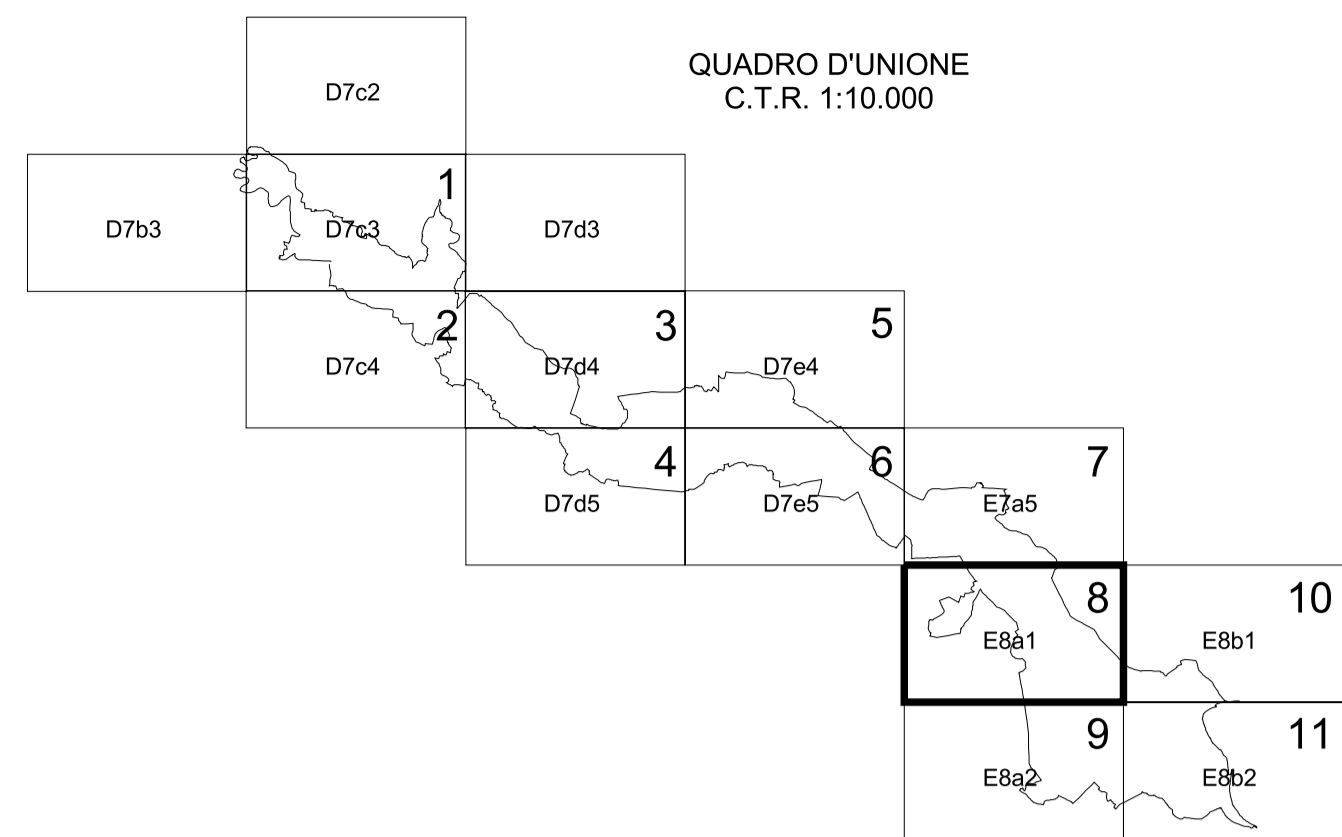 QUADRO D'UNIONE
C.T.R. 1:10.000
D7c2
1
D7b3
D7c3
D7d3
2
3
5
D7c4
D7d4
D7e4
4
6
7
D7d5
D7e5
E7a5
8
10
E8a1
E8b1
9
11
E8a2
E8b2